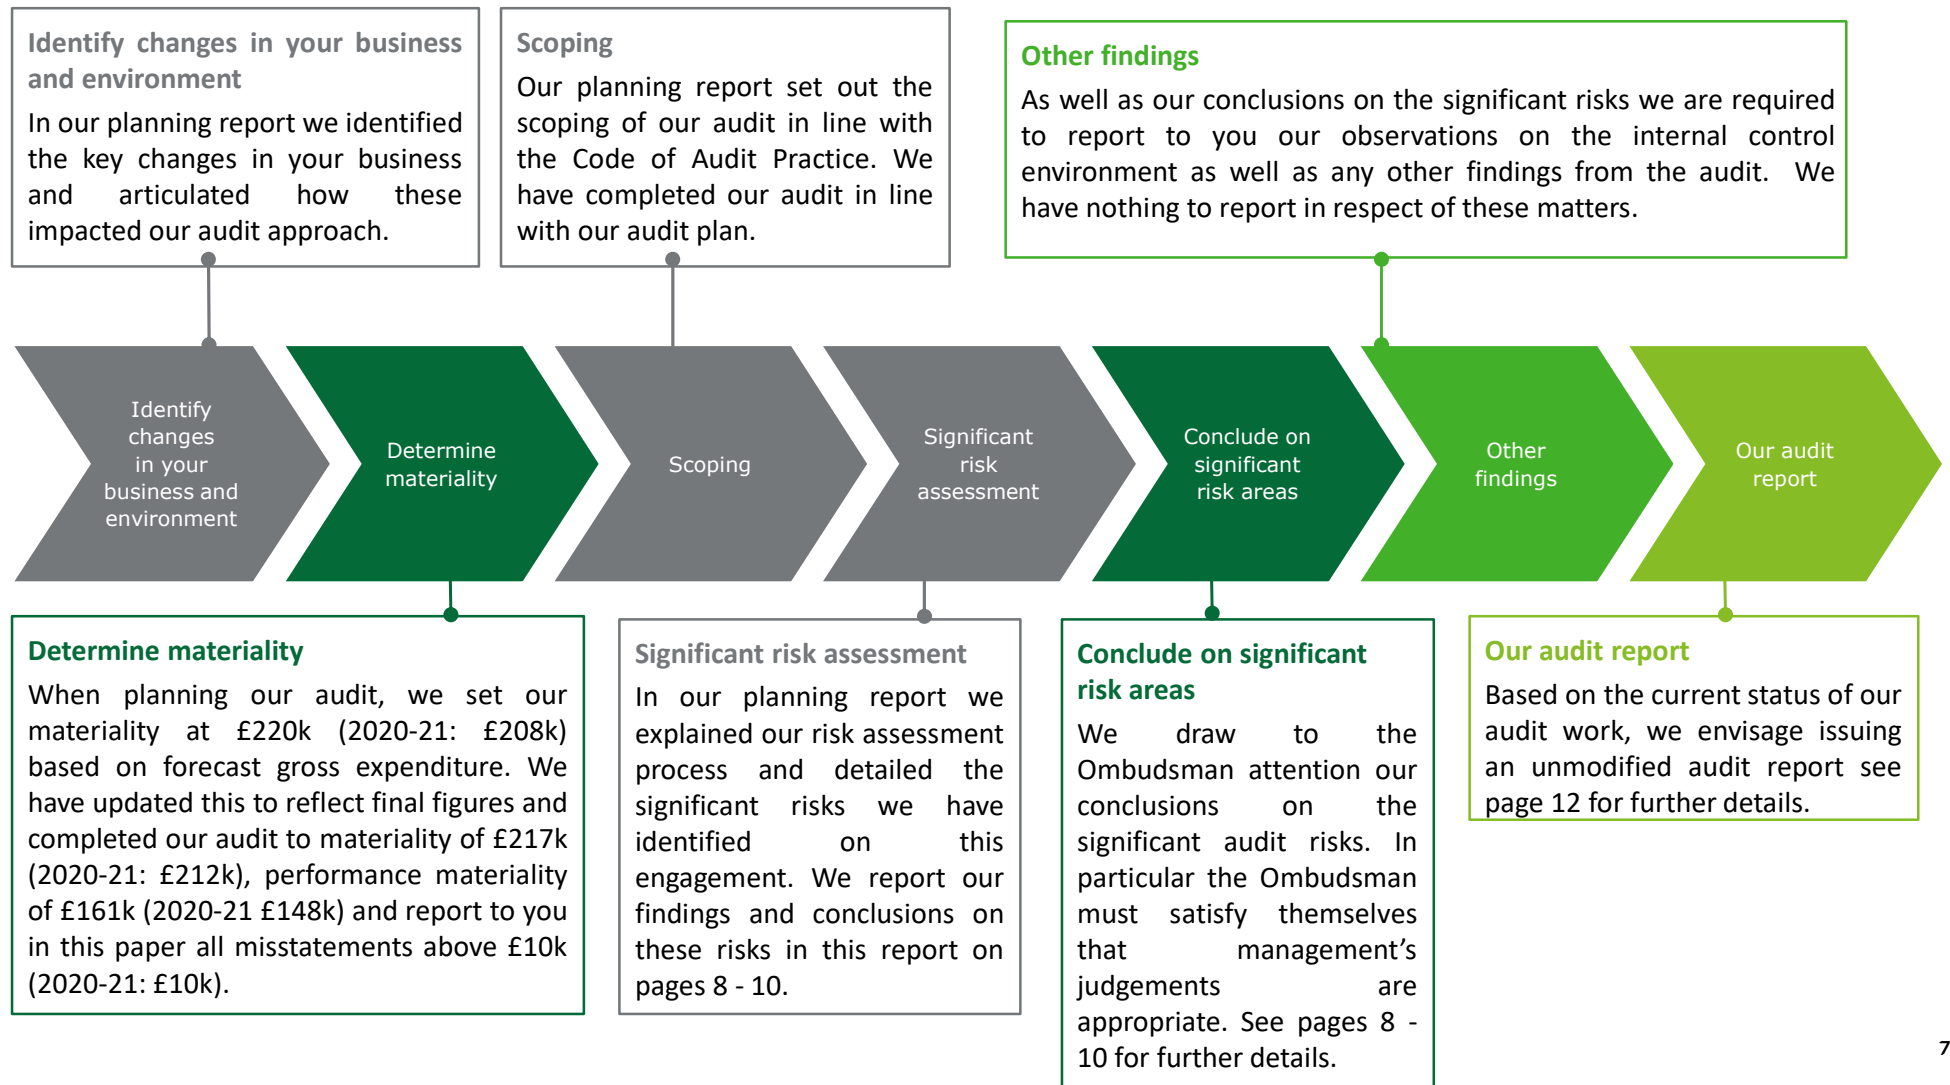 Identify changes in your business
and environment
In our planning report we identified
the key changes in your business
and articulated how these
impacted our audit approach.
Scoping
Our planning report set out the
scoping of our audit in line with
the Code of Audit Practice. We
have completed our audit in line
with our audit plan.
Other findings
As well as our conclusions on the significant risks we are required
to report to you our observations on the internal control
environment as well as any other findings from the audit. We
have nothing to report in respect of these matters.
Identify
changes
in your
business and
environment
Determine
materiality
Scoping
Significant
risk
assessment
Conclude on
significant
risk areas
Other
findings
Our audit
report
Determine materiality
When planning our audit, we set our
materiality at £220k (2020-21: £208k)
based on forecast gross expenditure. We
have updated this to reflect final figures and
completed our audit to materiality of £217k
(2020-21: £212k), performance materiality
of £161k (2020-21 £148k) and report to you
in this paper all misstatements above £10k
(2020-21: £10k).
Significant risk assessment
In our planning report we
explained our risk assessment
process and detailed the
significant risks we have
identified on this
engagement. We report our
findings and conclusions on
these risks in this report on
pages 8 - 10.
Conclude on significant
risk areas
We draw to the
Ombudsman attention our
conclusions on the
significant audit risks. In
particular the Ombudsman
must satisfy themselves
that management’s
judgements are
appropriate. See pages 8 -
10 for further details.
Our audit report
Based on the current status of our
audit work, we envisage issuing
an unmodified audit report see
page 12 for further details.
7